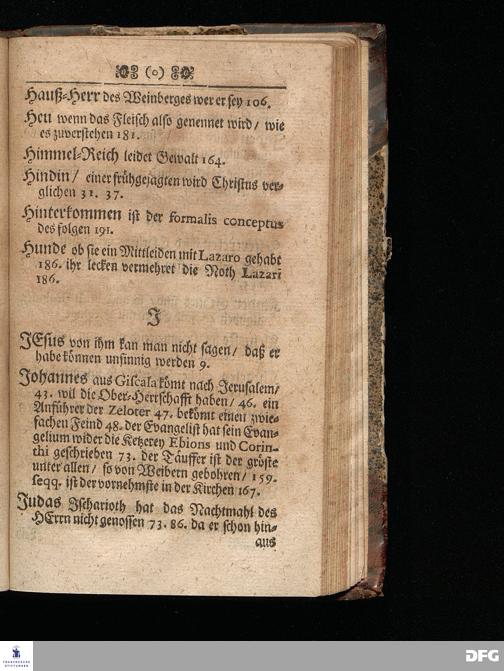 (o)
Hauß-Herr des Weinberges wer er sey 106.
Heu wenn das Fleisch also genennet wird / wie
es zuverstehen 181.
Himmel-Reich leidet Gewalt 164.
Hindin / einer frühgejagten wird Christus ver-
glichen 31. 37.
Hinterkommen ist der formalis conceptus
des folgen 191.
Hunde ob sie ein Mittleiden mit Lazaro gehabt
186. ihr lecken vermehret die Noth Lazari
186.
J
JEsus von ihm kan man nicht sagen / daß er
habe können unsinnig werden 9.
Johannes aus Giscala kömt nach Jerusalem /
43. wil die Ober-Herrschafft haben / 46. ein
Anführer der Zeloter 47. bekömt einen zwie-
fachen Feind 48. der Evangelist hat sein Evan-
gelium wider die Ketzerey Ebions und Corin-
thi geschrieben 73. der Täuffer ist der gröste
unter allen / so von Weibern gebohren / 159.
seqq. ist der vornehmste in der Kirchen 167.
Judas Ischarioth hat das Nachtmahl des
HErrn nicht genossen 73. 86. da er schon hin-
aus
FRANCKESCHE
STIFTUNGEN
DFG